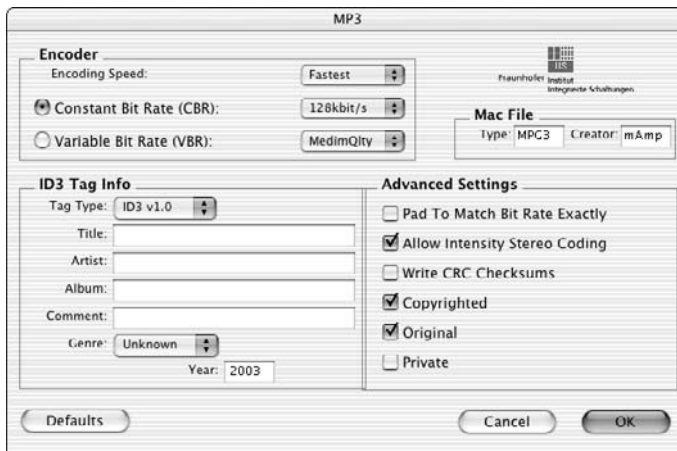 MP3
Encoder
Encoding Speed: Fastest
Constant Bit Rate (CBR): 128kbit/s
Variable Bit Rate (VBR): MedimQlty
IIS
Fraunhofer Institut
Integrierte Schaltungen
Mac File
Type: MPG3 Creator: mAmp
ID3 Tag Info
Tag Type: ID3 v1.0
Title:
Artist:
Album:
Comment:
Genre: Unknown
Year: 2003
Advanced Settings
Pad To Match Bit Rate Exactly
Allow Intensity Stereo Coding
Write CRC Checksums
Copyrighted
Original
Private
Defaults
Cancel
OK